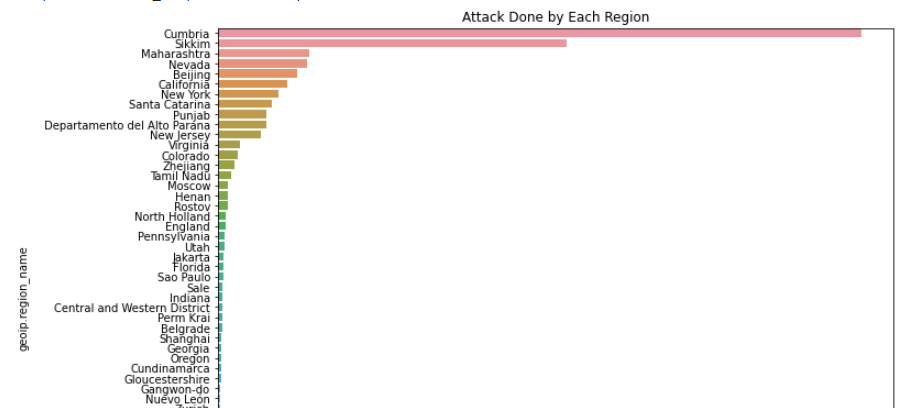 Attack Done by Each Region
Cumbria
Sikkim
Maharashtra
Nevada
Beijing
California
New York
Santa Catarina
Punjab
Departamento del Alto Parana
New Jersey
Virginia
Colorado
Zhejiang
Tamil Nadu
Moscow
Henan
Rostov
North Holland
England
Pennsylvania
Utah
Jakarta
Florida
Sao Paulo
Sale
Indiana
Central and Western District
Perm Krai
Belgrade
Shanghai
Georgia
Oregon
Cundinamarca
Gloucestershire
Gangwon-do
Nuevo León
Zurich
geoip.region_name